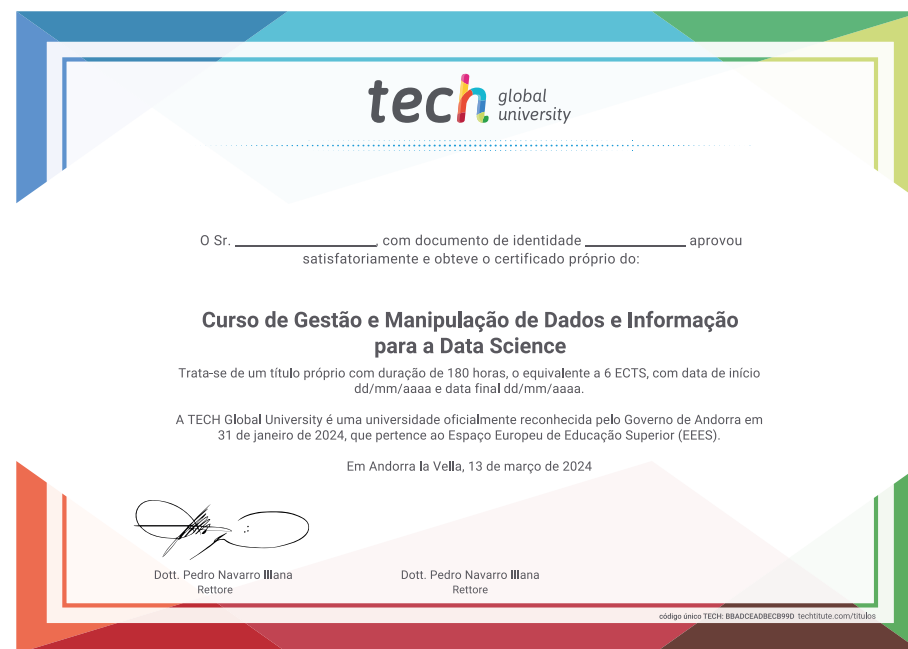 tech global university
O Sr. ____________________, com documento de identidade ______________ aprovou
satisfatoriamente e obteve o certificado próprio do:
Curso de Gestão e Manipulação de Dados e Informação
para a Data Science
Trata-se de um título próprio com duração de 180 horas, o equivalente a 6 ECTS, com data de início
dd/mm/aaaa e data final dd/mm/aaaa.
A TECH Global University é uma universidade oficialmente reconhecida pelo Governo de Andorra em
31 de janeiro de 2024, que pertence ao Espaço Europeu de Educação Superior (EEES).
Em Andorra la Vella, 13 de março de 2024
Dott. Pedro Navarro Illana
Rettore
Dott. Pedro Navarro Illana
Rettore
código único TECH: BBADCEADBECB99D techtitute.com/titulos